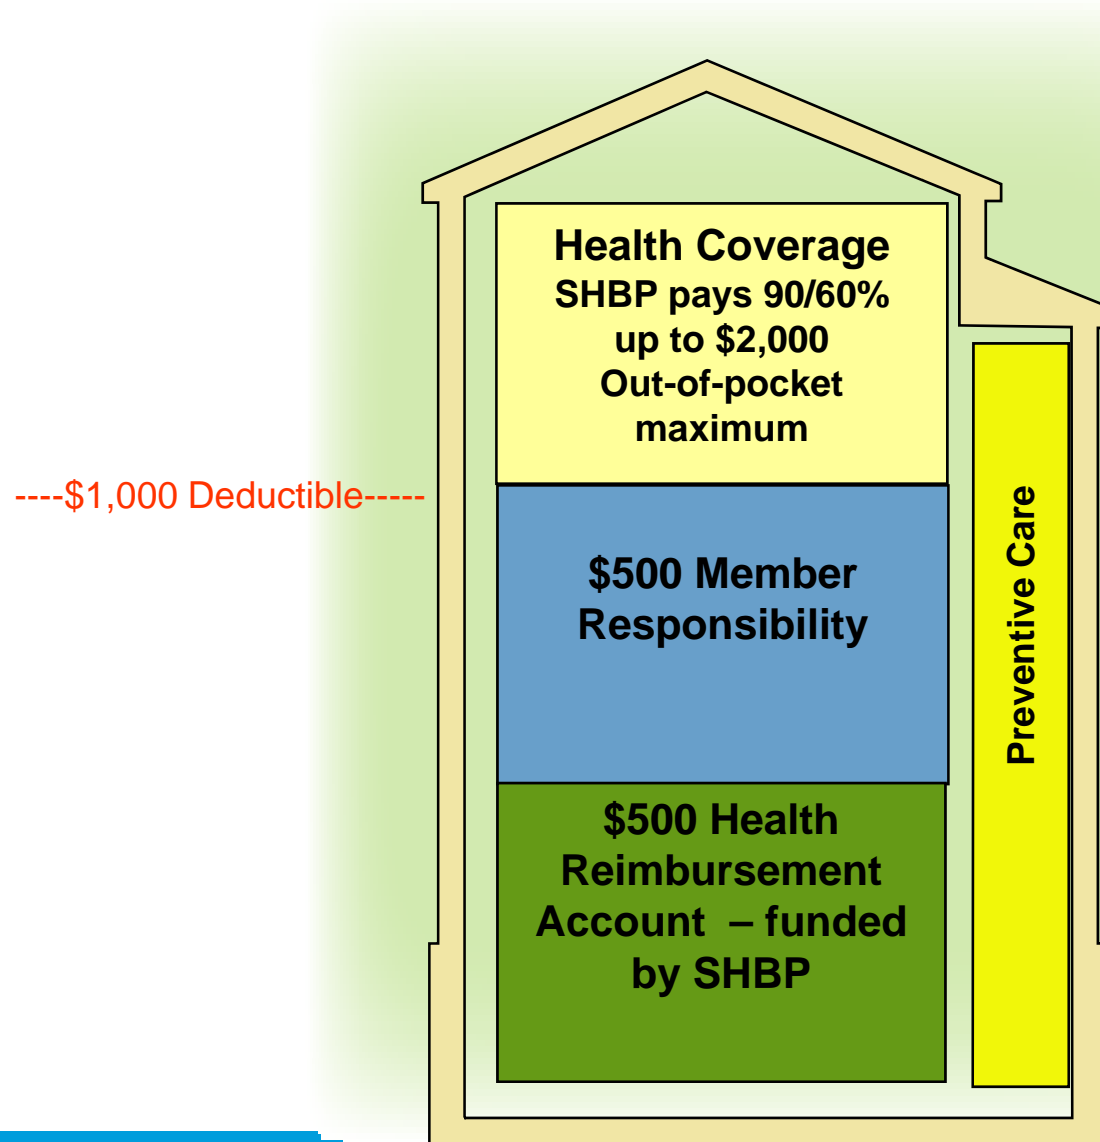 Health Coverage
SHBP pays 90/60%
up to $2,000
Out-of-pocket
maximum
----$1,000 Deductible-----
$500 Member
Responsibility
Preventive Care
$500 Health
Reimbursement
Account – funded
by SHBP